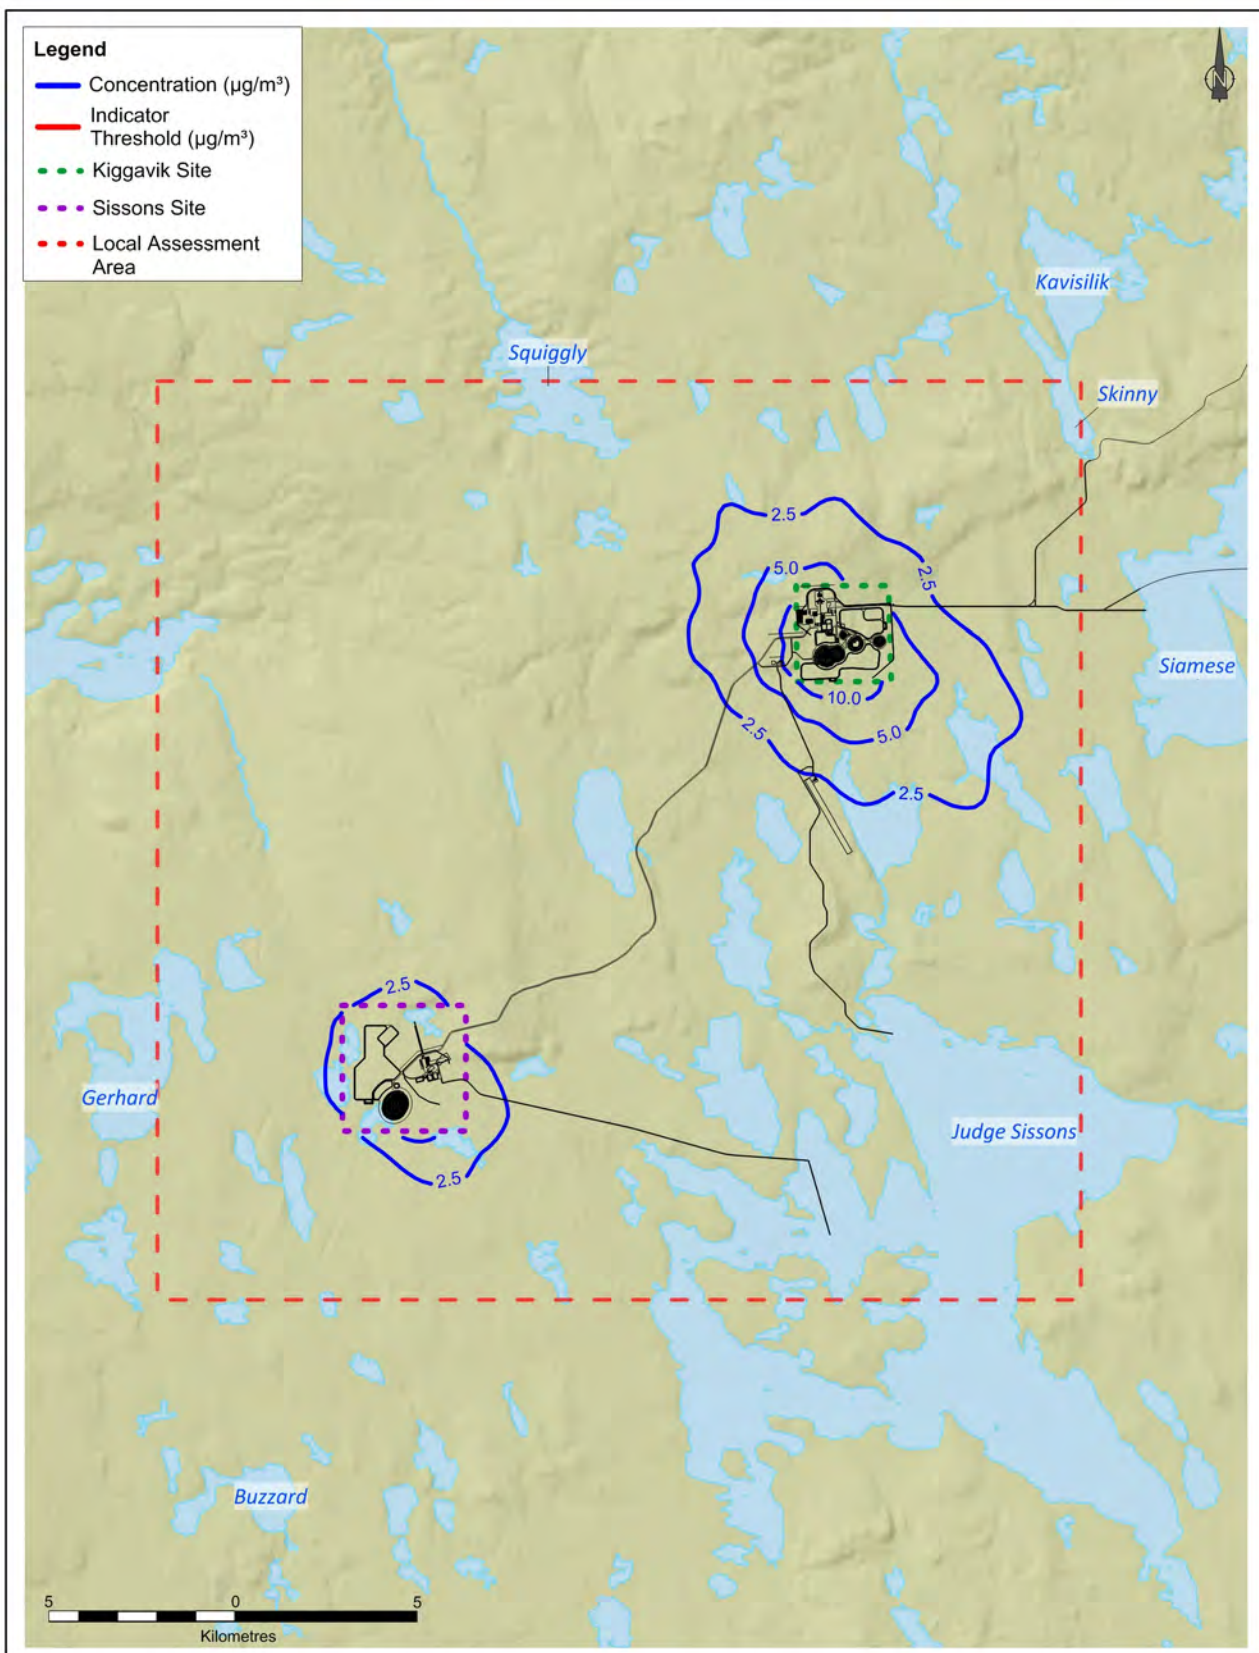 Legend
Concentration (µg/m³)
Indicator
Threshold (µg/m³)
Kiggavik Site
Sissons Site
Local Assessment
Area
N
Kavisilik
Squiggly
Skinny
2.5
2.5
5.0
Siamese
10.0
2.5
5.0
2.5
2.5
Gerhard
Judge Sissons
2.5
Buzzard
5 0 5
Kilometres